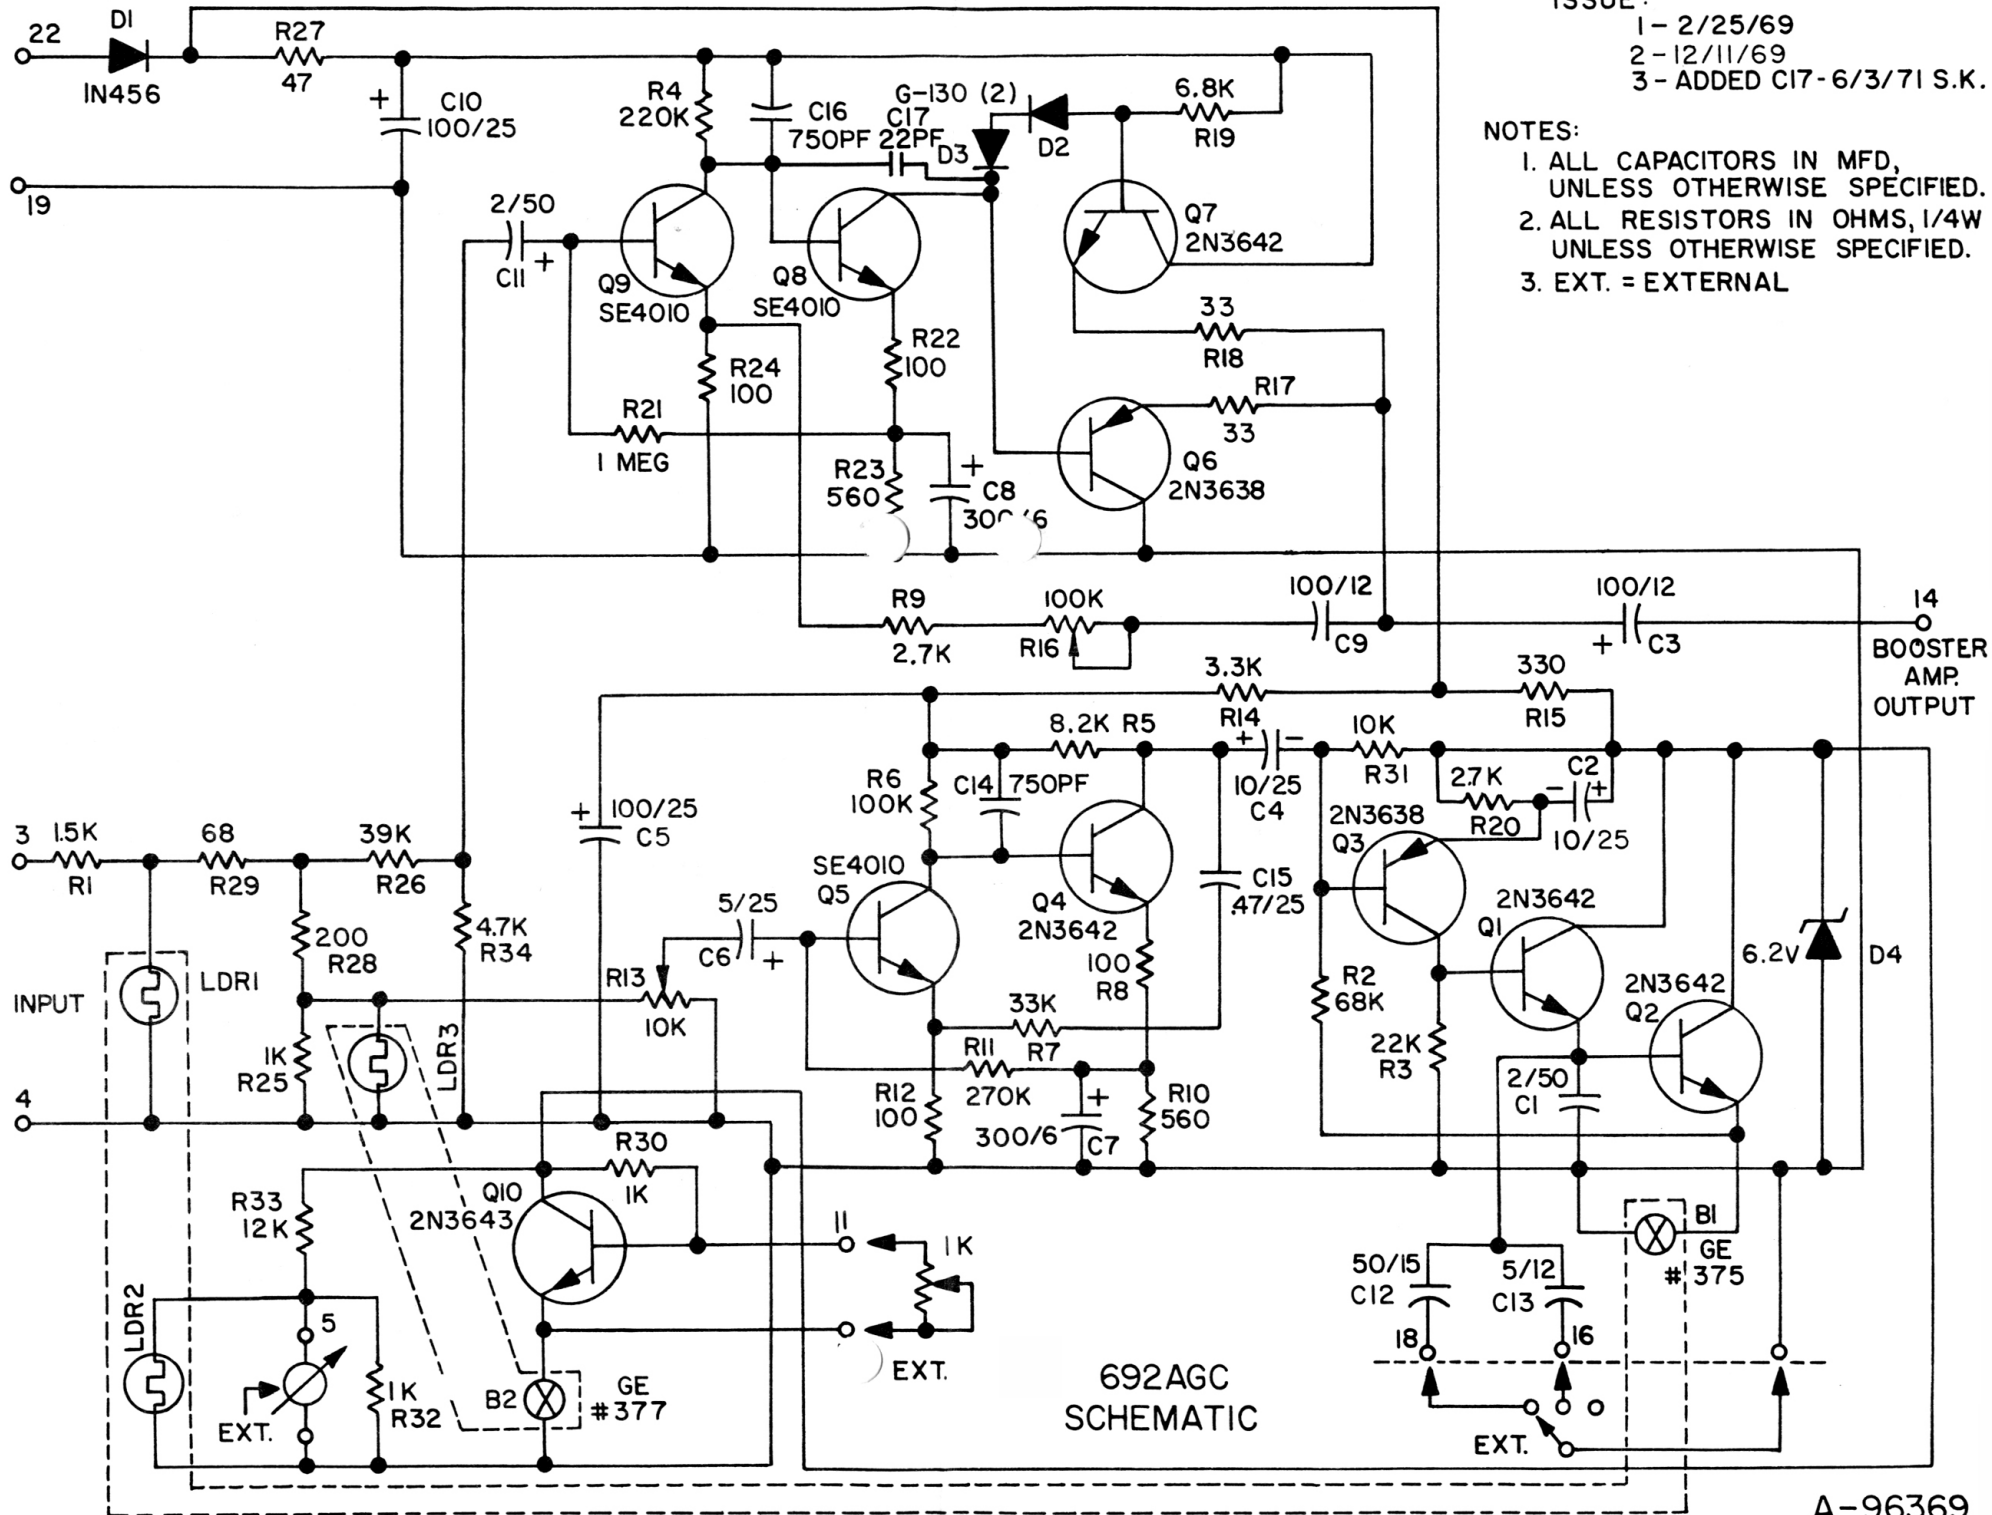 ISSUE:
1- 2/25/69
2-12/11/69
3-ADDED C17-6/3/71 S.K.
NOTES:
1. ALL CAPACITORS IN MFD,
UNLESS OTHERWISE SPECIFIED.
2. ALL RESISTORS IN OHMS, 1/4W
UNLESS OTHERWISE SPECIFIED.
3. EXT. = EXTERNAL
22
D1
IN456
R27
47
C10
+
100/25
19
R4
220K
C16
750PF
G-130 (2)
C17
22PF
D3
D2
6.8K
R19
2/50
C11
+
Q9
SE4010
Q8
SE4010
Q7
2N3642
33
R18
R22
100
R24
100
R17
33
R21
1 MEG
R23
560
+
C8
Q6
2N3638
R9
2.7K
100K
R16
100/12
C9
100/12
+
C3
14
BOOSTER
AMP.
OUTPUT
3.3K
R14
330
R15
8.2K R5
+
-
10/25
C4
10K
R31
2.7K
R20
-
C2
+
10/25
R6
100K
C14
750PF
+
100/25
C5
2N3638
Q3
3
1.5K
R1
68
R29
39K
R26
SE4010
Q5
Q4
2N3642
C15
.47/25
2N3642
Q1
5/25
C6
+
200
R28
4.7K
R34
R13
10K
100
R8
R2
68K
2N3642
Q2
6.2V
D4
INPUT
LDR1
33K
R7
1K
R25
LDR3
R11
270K
22K
R3
2/50
C1
4
R12
100
+
300/6
C7
R10
560
R30
1K
Q10
2N3643
R33
12K
11
1K
B1
GE
#375
50/15
C12
5/12
C13
LDR2
5
18
16
EXT.
1K
R32
B2
GE
#377
EXT.
692AGC
SCHEMATIC
EXT.
A-96369